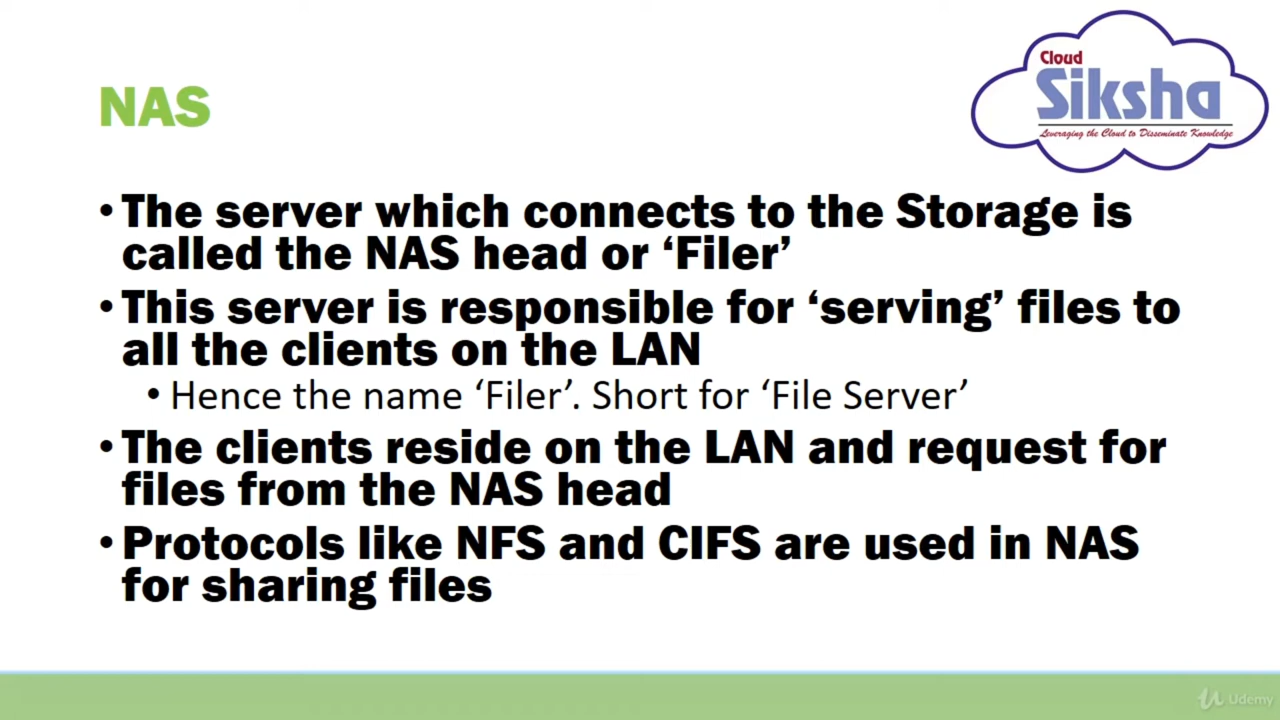 NAS
Cloud
Siksha
Leveraging the Cloud to Disseminate Knowledge
• The server which connects to the Storage is
called the NAS head or ‘Filer’
• This server is responsible for ‘serving’ files to
all the clients on the LAN
• Hence the name ‘Filer’. Short for ‘File Server’
• The clients reside on the LAN and request for
files from the NAS head
• Protocols like NFS and CIFS are used in NAS
for sharing files
Udemy